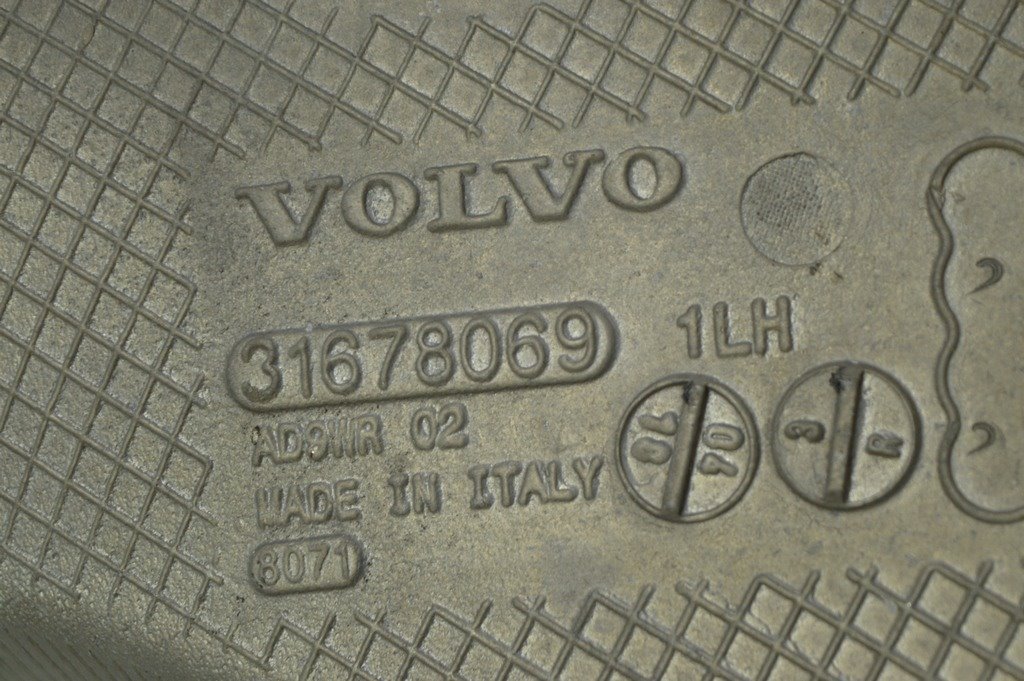 VOLVO
31678069
1LH
AD9WR 02
MADE IN ITALY
8071